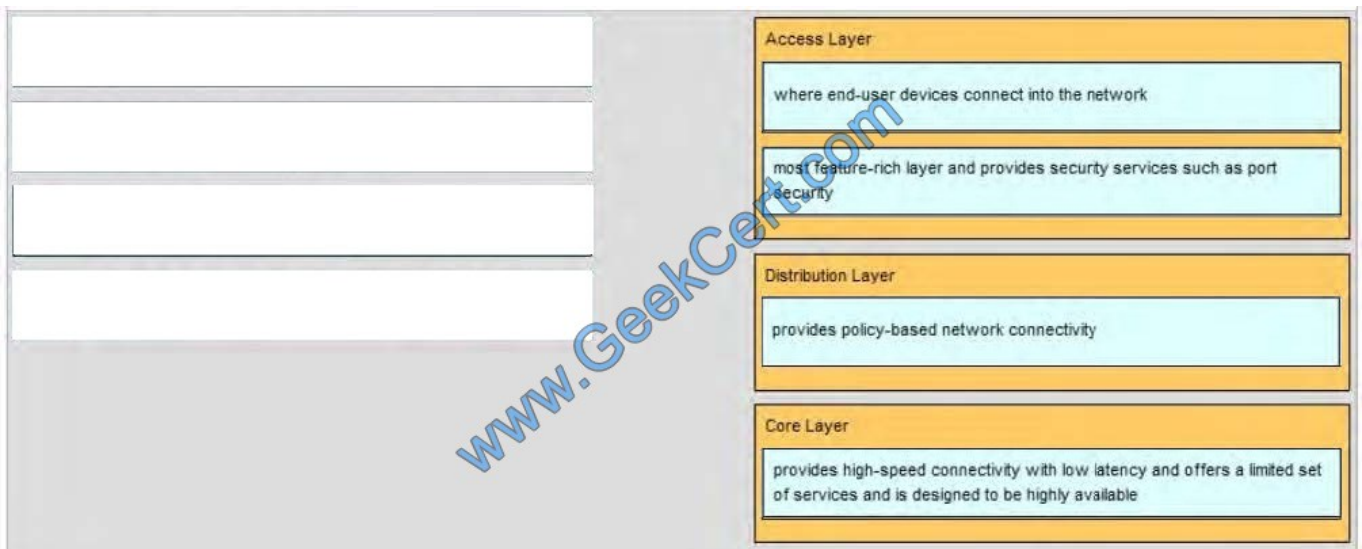 Access Layer
where end-user devices connect into the network
most feature-rich layer and provides security services such as port
security
Distribution Layer
provides policy-based network connectivity
Core Layer
provides high-speed connectivity with low latency and offers a limited set
of services and is designed to be highly available
www.GeekCert.com